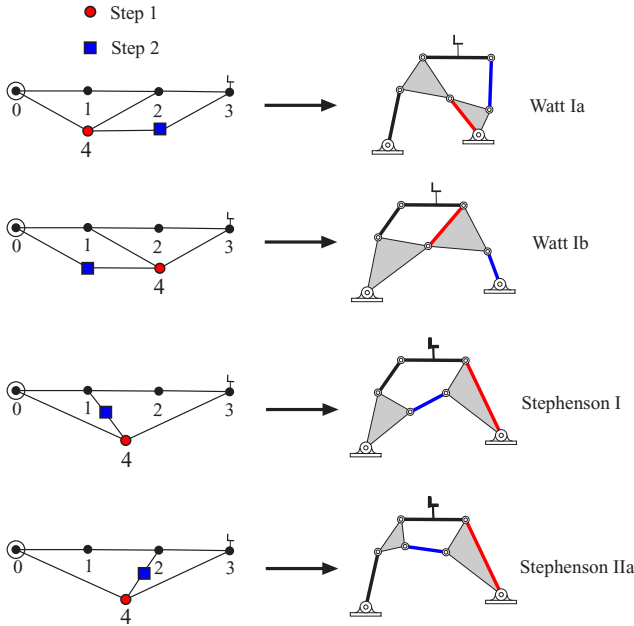 Step 1
Step 2
0 1 2 3
4
Watt Ia
0 1 2 3
4
Watt Ib
0 1 2 3
4
Stephenson I
0 1 2 3
4
Stephenson IIa